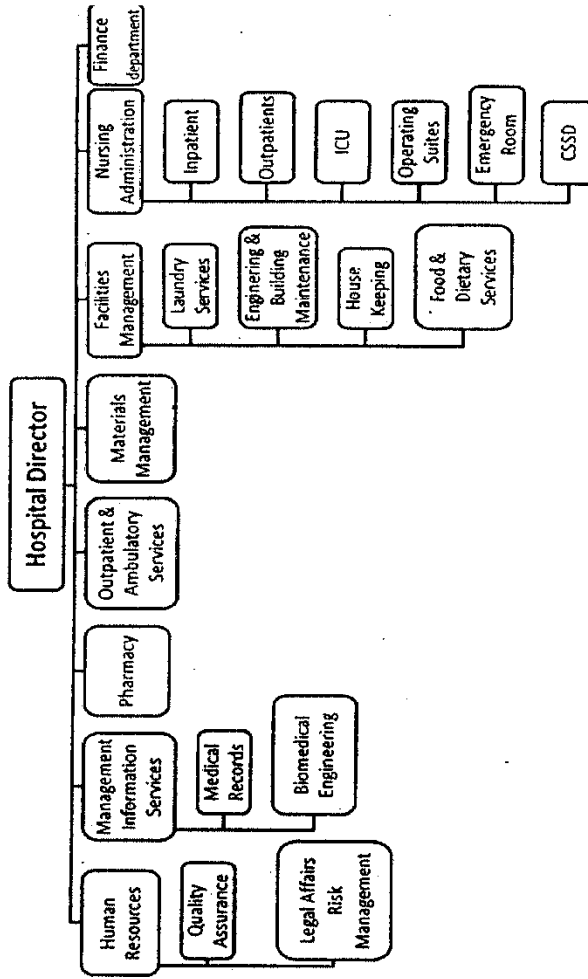 Hospital Director
Human
Resources
Quality
Assurance
Legal Affairs
Risk
Management
Management
Information
Services
Medical
Records
Biomedical
Engineering
Pharmacy
Outpatient &
Ambulatory
Services
Materials
Management
Facilities
Management
Laundry
Services
Enginering &
Building
Maintenance
House
Keeping
Food &
Dietary
Services
Nursing
Administration
Inpatient
Outpatients
ICU
Operating
Suites
Emergency
Room
CSSD
Finance
department